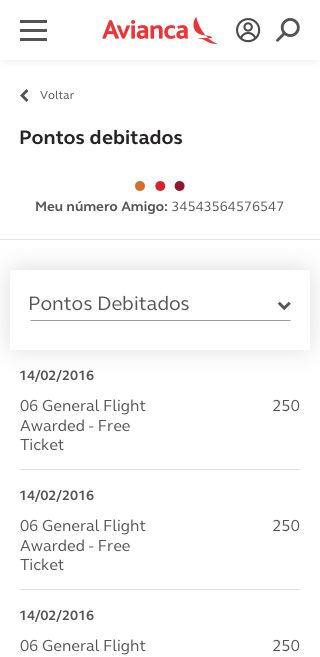 Avianca
Voltar
Pontos debitados
Meu número Amigo: 34543564576547
Pontos Debitados
14/02/2016
06 General Flight 250
Awarded - Free
Ticket
14/02/2016
06 General Flight 250
Awarded - Free
Ticket
14/02/2016
06 General Flight 250